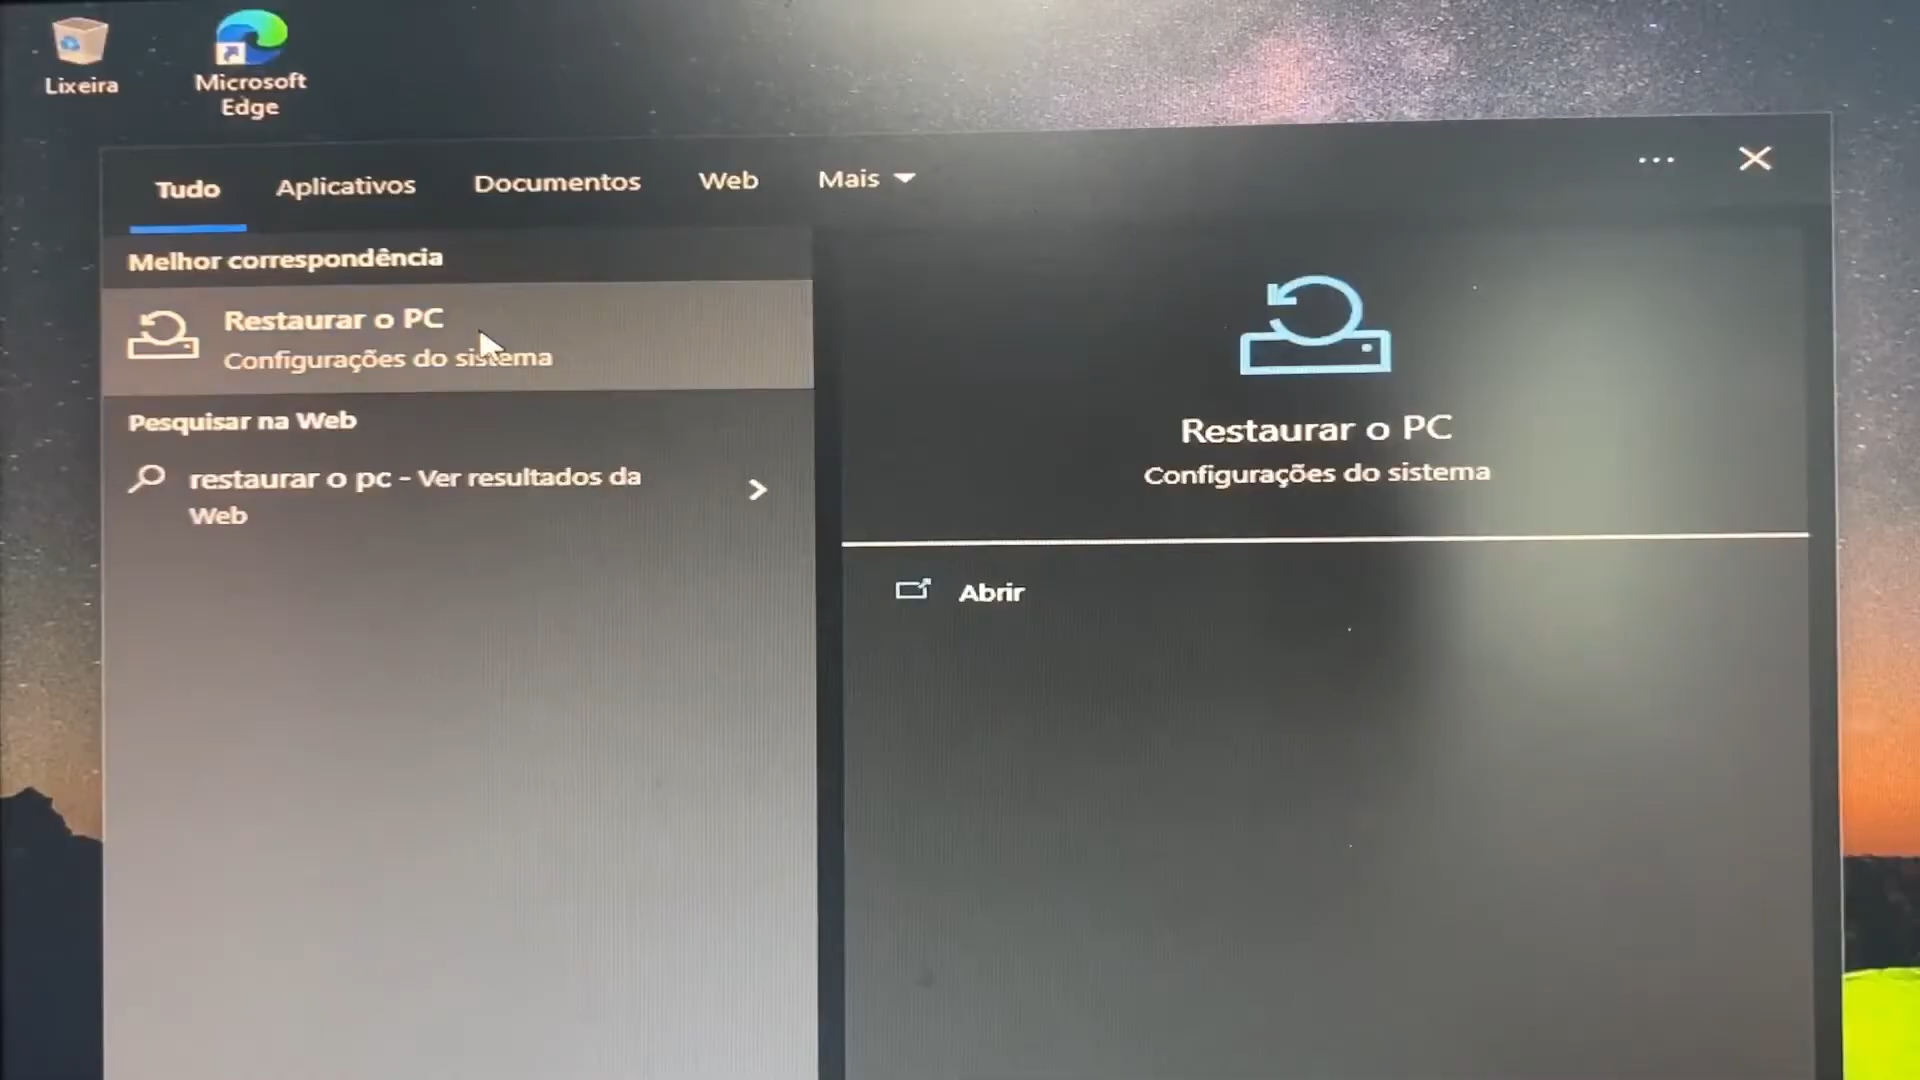 Lixeira
Microsoft
Edge
Tudo
Aplicativos
Documentos
Web
Mais
Melhor correspondência
Restaurar o PC
Configurações do sistema
Pesquisar na Web
restaurar o pc - Ver resultados da
Web
Restaurar o PC
Configurações do sistema
Abrir